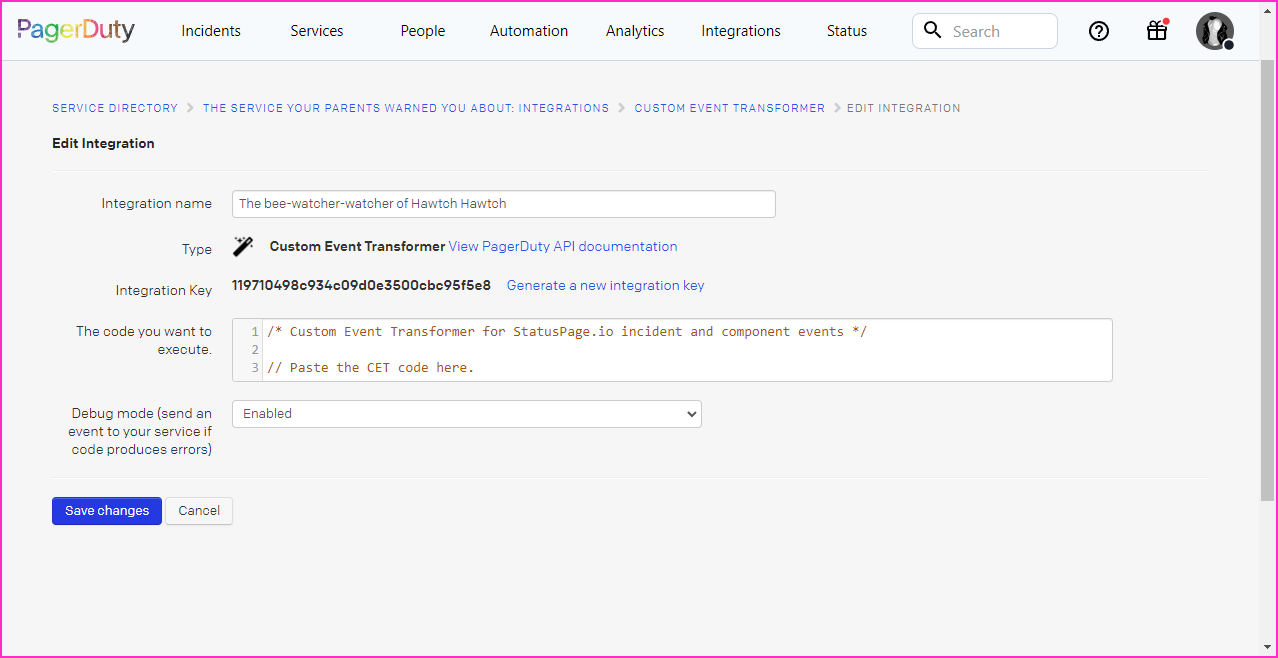 PagerDuty Incidents Services People Automation Analytics Integrations Status Search
SERVICE DIRECTORY > THE SERVICE YOUR PARENTS WARNED YOU ABOUT: INTEGRATIONS > CUSTOM EVENT TRANSFORMER > EDIT INTEGRATION
Edit Integration
Integration name The bee-watcher-watcher of Hawtch Hawtch
Type Custom Event Transformer View PagerDuty API documentation
Integration Key 119710498c934c09d0e3500cbc95f5e8 Generate a new integration key
The code you want to
execute.
1 /* Custom Event Transformer for StatusPage.io incident and component events */
2
3 // Paste the CET code here.
Debug mode (send an
event to your service if
code produces errors)
Enabled
Save changes Cancel